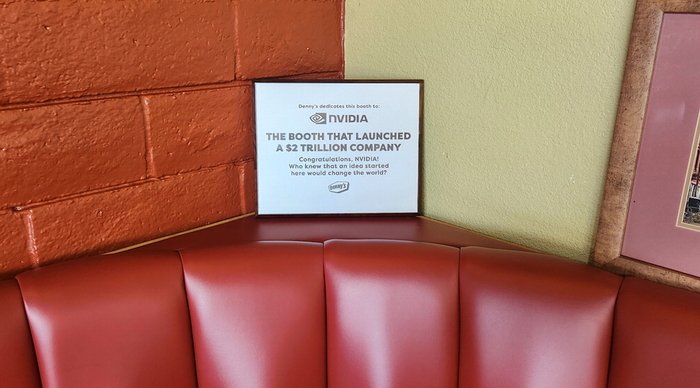 Denny's dedicates this booth to:
NVIDIA
THE BOOTH THAT LAUNCHED
A $2 TRILLION COMPANY
Congratulations, NVIDIA!
Who knew that an idea started
here would change the world?
Denny's